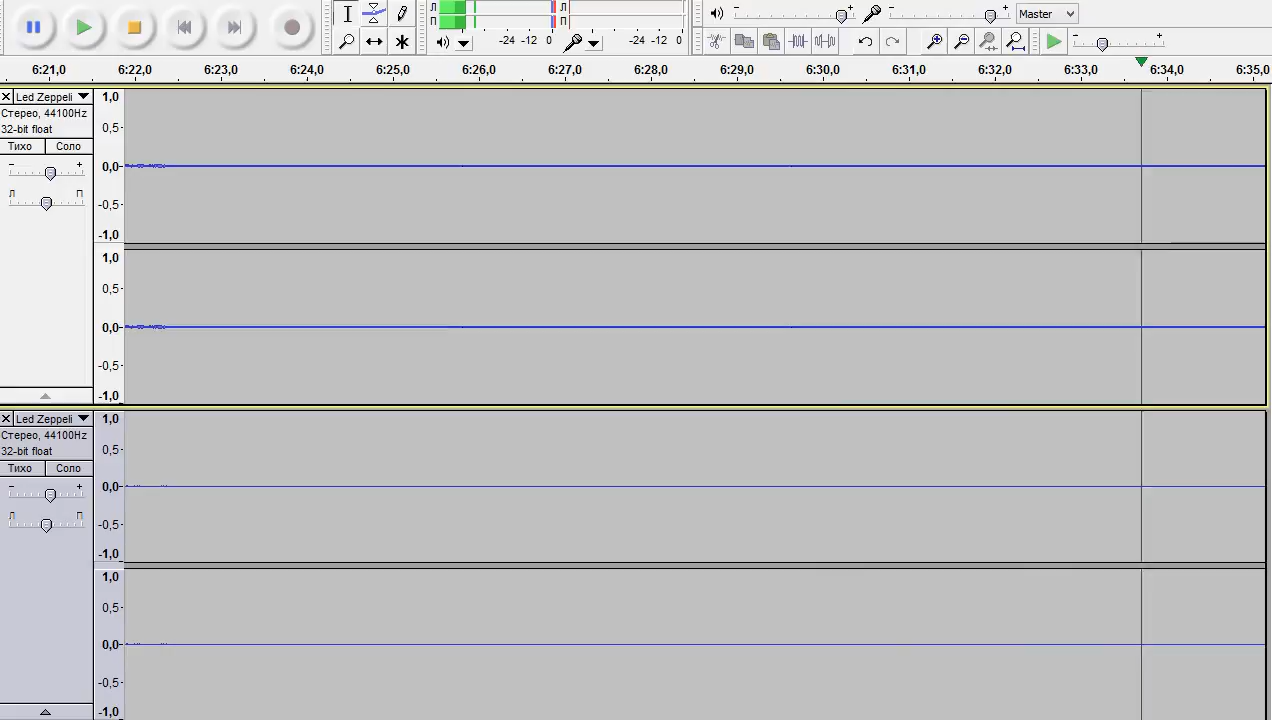 Л
П
-24 -12 0
Л
П
-24 -12 0
Master
6:21,0 6:22,0 6:23,0 6:24,0 6:25,0 6:26,0 6:27,0 6:28,0 6:29,0 6:30,0 6:31,0 6:32,0 6:33,0 6:34,0 6:35,0
Led Zeppeli
Стерео, 44100Hz
32-bit float
Тихо Соло
- +
Л П
1,0
0,5
0,0
-0,5
-1,0
1,0
0,5
0,0
-0,5
-1,0
Led Zeppeli
Стерео, 44100Hz
32-bit float
Тихо Соло
- +
Л П
1,0
0,5
0,0
-0,5
-1,0
1,0
0,5
0,0
-0,5
-1,0